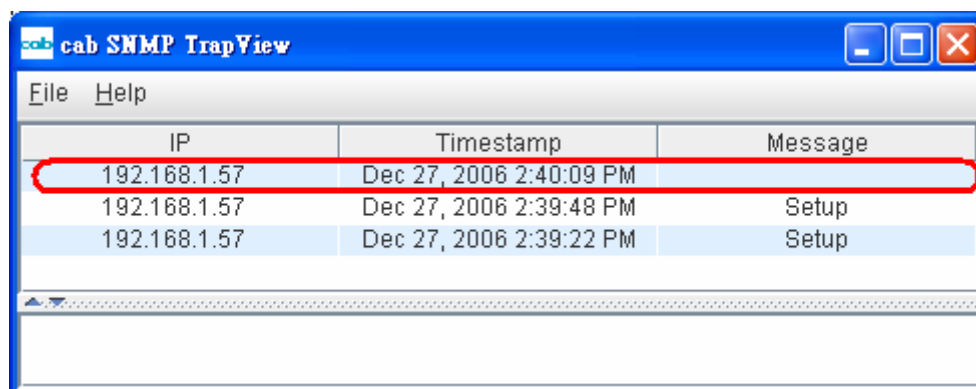 cab cab SNMP TrapView
File Help
IP Timestamp Message
192.168.1.57 Dec 27, 2006 2:40:09 PM
192.168.1.57 Dec 27, 2006 2:39:48 PM Setup
192.168.1.57 Dec 27, 2006 2:39:22 PM Setup